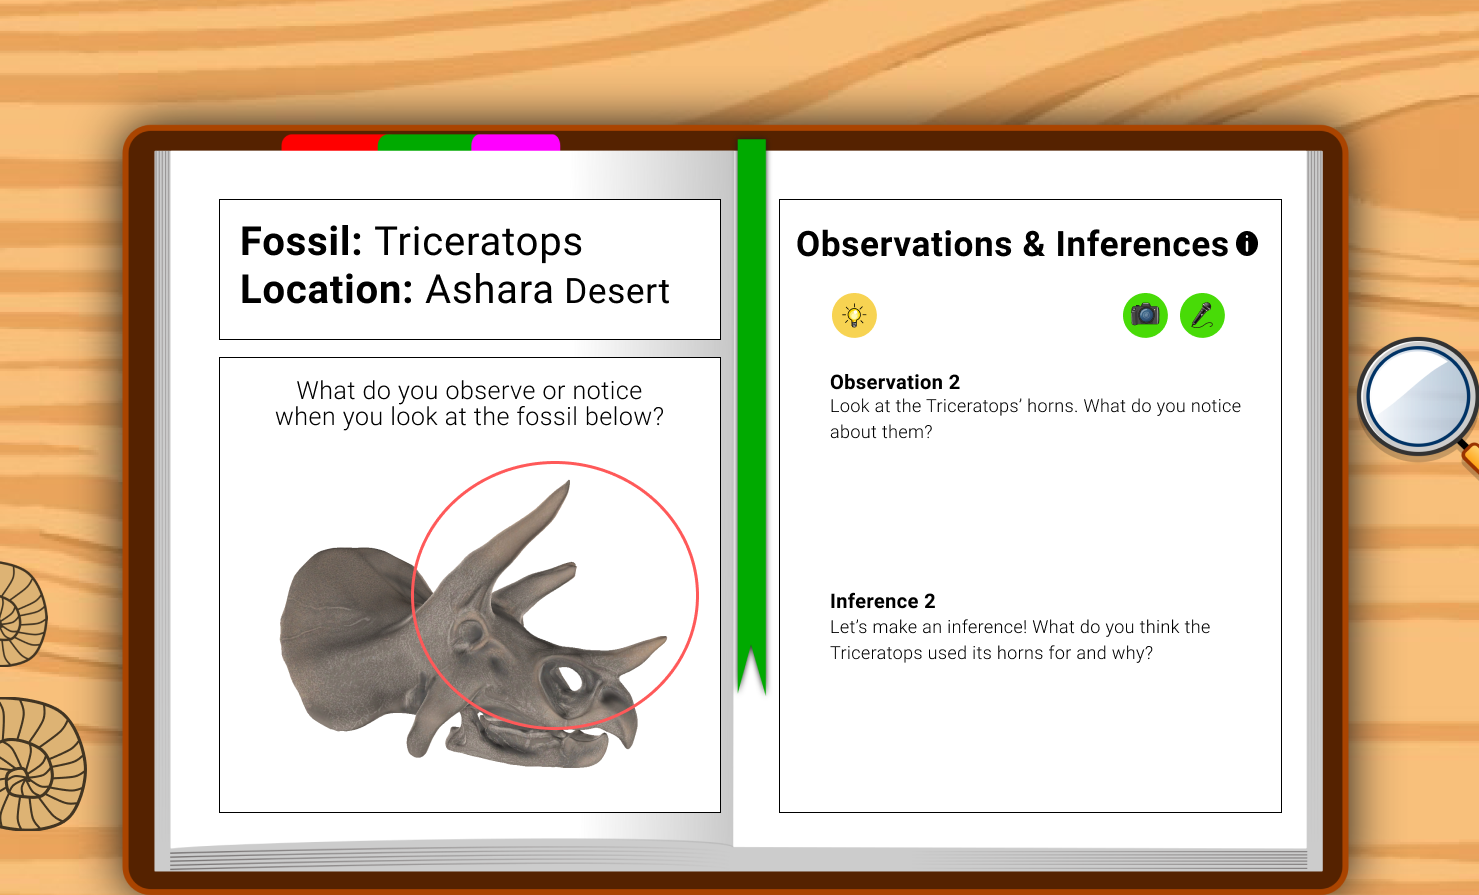 Fossil: Triceratops
Location: Ashara Desert
What do you observe or notice
when you look at the fossil below?
Observations & Inferences i
Observation 2
Look at the Triceratops’ horns. What do you notice
about them?
Inference 2
Let’s make an inference! What do you think the
Triceratops used its horns for and why?